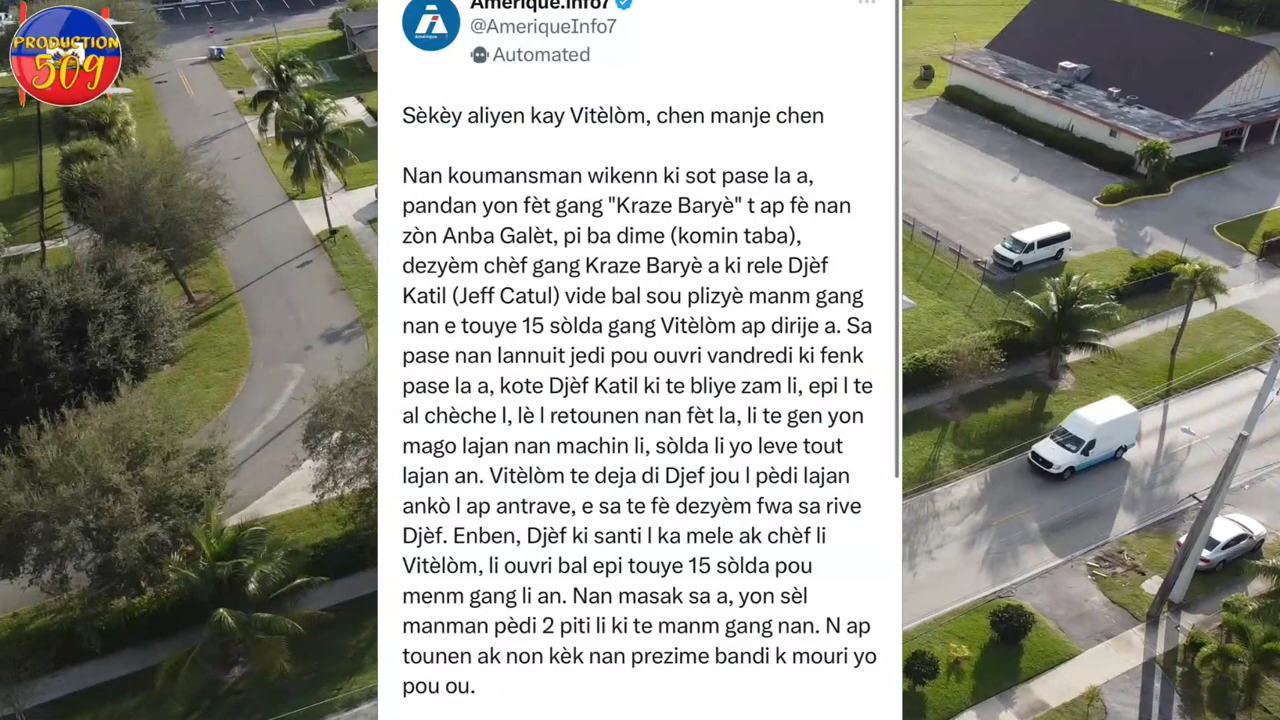 PRODUCTION
509
Amerique.Info7
@AmeriqueInfo7
Automated
Sèkèy aliyen kay Vitèlòm, chen manje chen
Nan koumansman wikenn ki sot pase la a,
pandan yon fèt gang "Kraze Baryè" t ap fè nan
zòn Anba Galèt, pi ba dime (komin taba),
dezyèm chèf gang Kraze Baryè a ki rele Djèf
Katil (Jeff Catul) vide bal sou plizyè manm gang
nan e touye 15 sòlda gang Vitèlòm ap dirije a. Sa
pase nan lannuit jedi pou ouvri vandredi ki fenk
pase la a, kote Djèf Katil ki te bliye zam li, epi l te
al chèche l, lè l retounen nan fèt la, li te gen yon
mago lajan nan machin li, sòlda li yo leve tout
lajan an. Vitèlòm te deja di Djef jou l pèdi lajan
ankò l ap antrave, e sa te fè dezyèm fwa sa rive
Djèf. Enben, Djèf ki santi l ka mele ak chèf li
Vitèlòm, li ouvri bal epi touye 15 sòlda pou
menm gang li an. Nan masak sa a, yon sèl
manman pèdi 2 piti li ki te manm gang nan. N ap
tounen ak non kèk nan prezime bandi k mouri yo
pou ou.